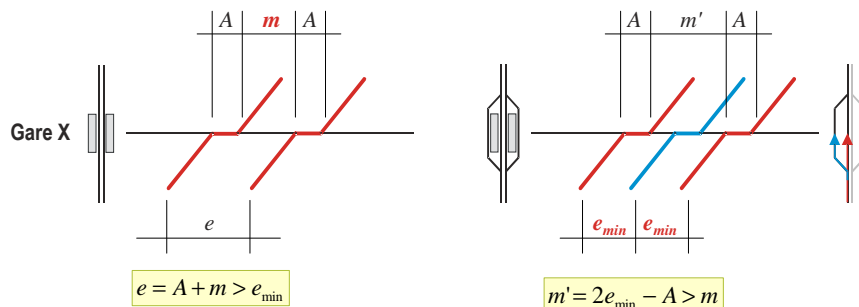 A m A
A m' A
Gare X
e
e_min e_min
e = A + m > e_min
m' = 2e_min − A > m